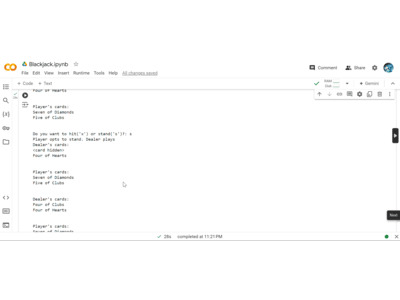 Blackjack.ipynb
File Edit View Insert Runtime Tools Help All changes saved
Comment Share
+ Code + Text
RAM
Disk
Gemini
Four of Hearts
Player's cards:
Seven of Diamonds
Five of Clubs
Do you want to hit('v') or stand('s')?: s
Player opts to stand. Dealer plays
Dealer's cards:
<card hidden>
Four of Hearts
Player's cards:
Seven of Diamonds
Five of Clubs
Dealer's cards:
Four of Clubs
Four of Hearts
Player's cards:
Seven of Diamonds
28s completed at 11:21 PM